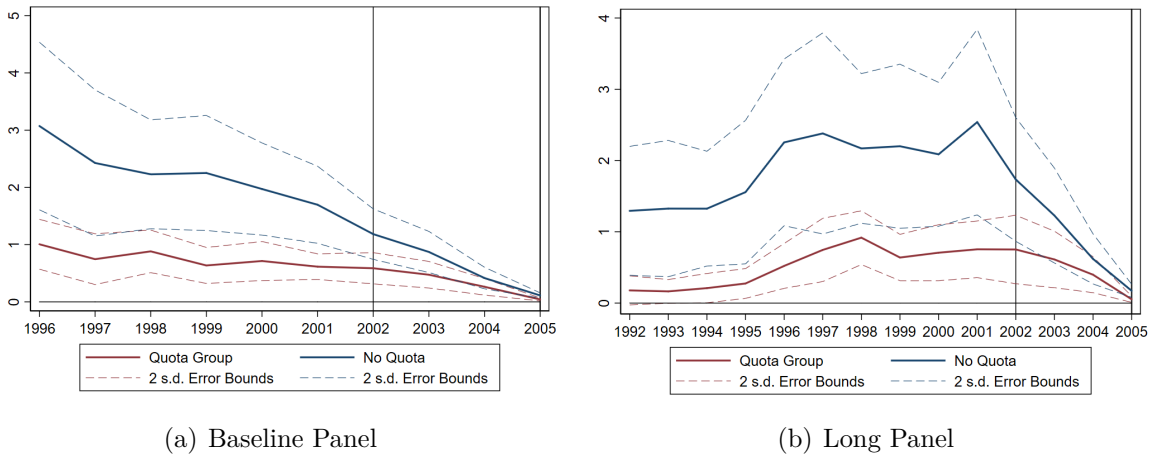 5
4
3
2
1
0
1996 1997 1998 1999 2000 2001 2002 2003 2004 2005
Quota Group No Quota
2 s.d. Error Bounds 2 s.d. Error Bounds
(a) Baseline Panel
4
3
2
1
0
1992 1993 1994 1995 1996 1997 1998 1999 2000 2001 2002 2003 2004 2005
Quota Group No Quota
2 s.d. Error Bounds 2 s.d. Error Bounds
(b) Long Panel